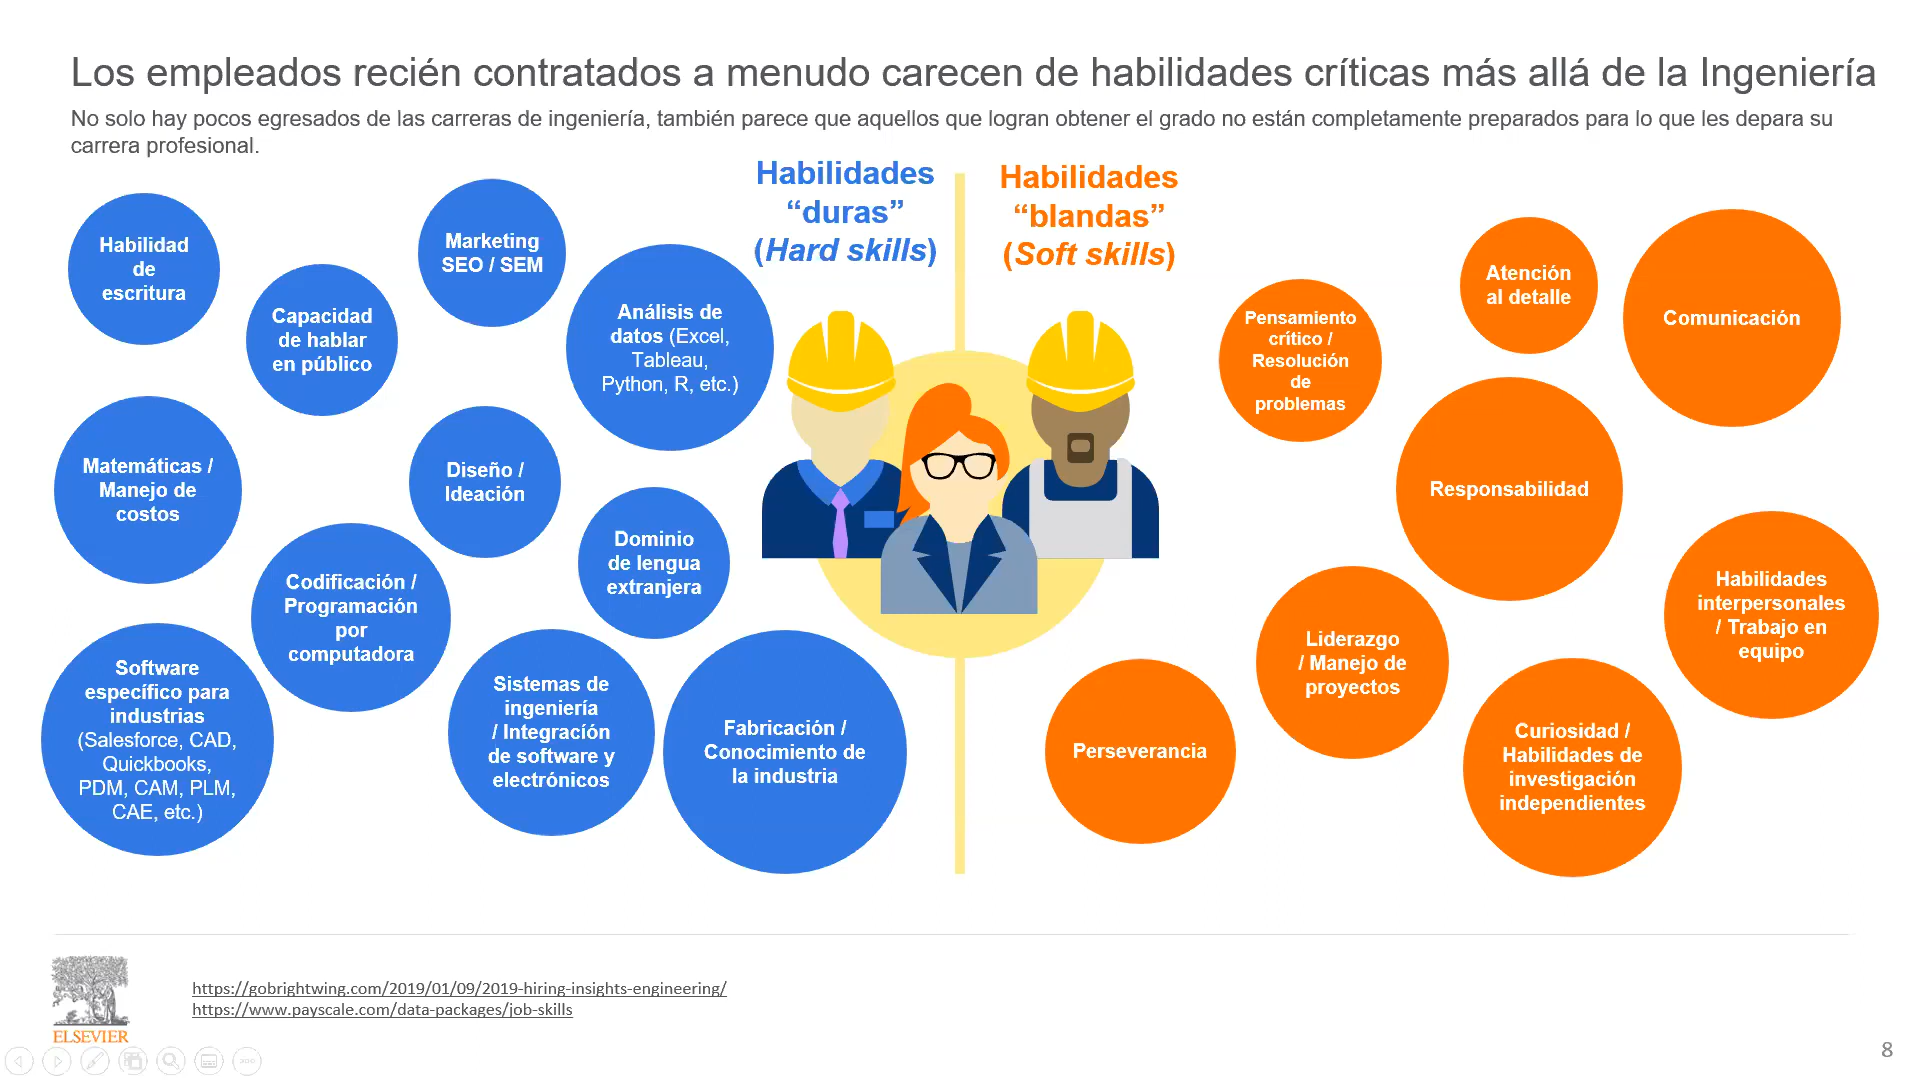 Los empleados recién contratados a menudo carecen de habilidades críticas más allá de la Ingeniería
No solo hay pocos egresados de las carreras de ingeniería, también parece que aquellos que logran obtener el grado no están completamente preparados para lo que les depara su
carrera profesional.
Habilidades
“duras”
(Hard skills)
Habilidad
de
escritura
Capacidad
de hablar
en público
Marketing
SEO / SEM
Análisis de
datos (Excel,
Tableau,
Python, R, etc.)
Matemáticas /
Manejo de
costos
Diseño /
Ideación
Dominio
de lengua
extranjera
Codificación /
Programación
por
computadora
Software
específico para
industrias
(Salesforce, CAD,
Quickbooks,
PDM, CAM, PLM,
CAE, etc.)
Sistemas de
ingeniería
/ Integración
de software y
electrónicos
Fabricación /
Conocimiento de
la industria
Habilidades
“blandas”
(Soft skills)
Pensamiento
crítico /
Resolución
de
problemas
Atención
al detalle
Comunicación
Responsabilidad
Habilidades
interpersonales
/ Trabajo en
equipo
Liderazgo
/ Manejo de
proyectos
Perseverancia
Curiosidad /
Habilidades de
investigación
independientes
ELSEVIER
https://gobrightwing.com/2019/01/09/2019-hiring-insights-engineering/
https://www.payscale.com/data-packages/job-skills
8